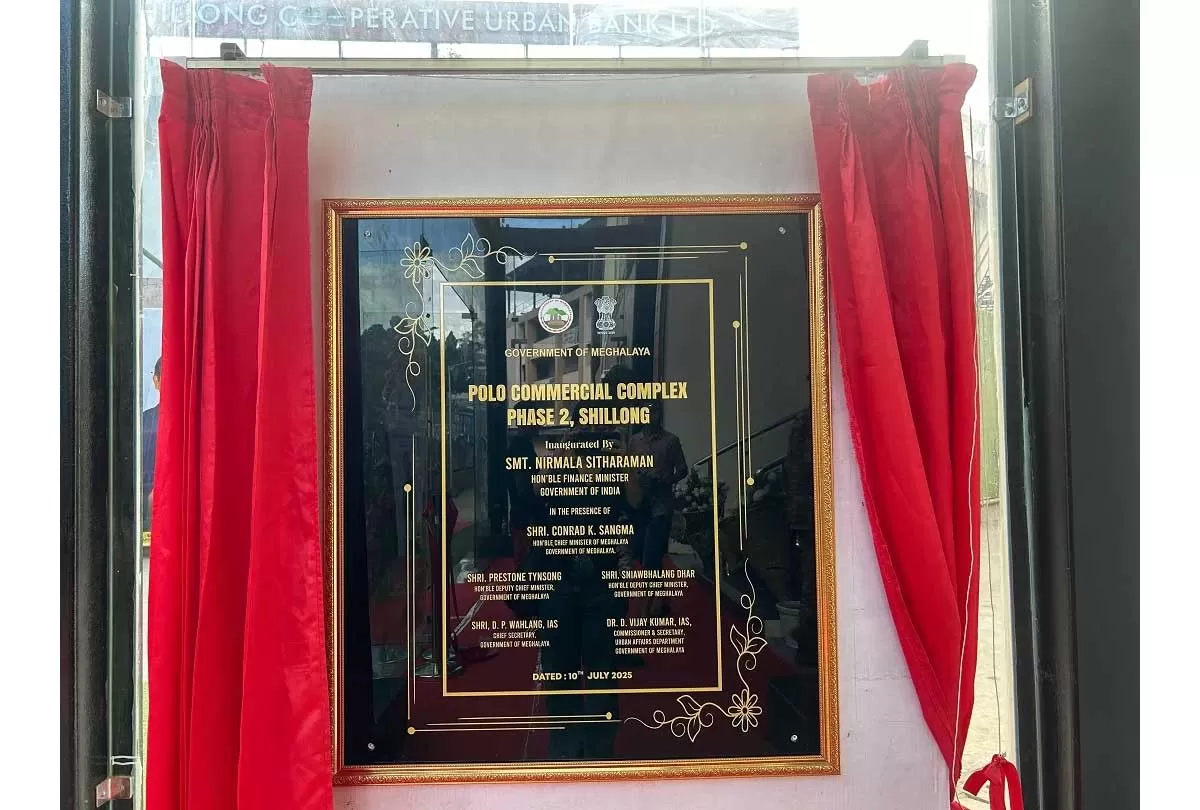 LONG COOPERATIVE URBAN BANK LTD.
GOVERNMENT OF MEGHALAYA
POLO COMMERCIAL COMPLEX
PHASE 2, SHILLONG
Inaugurated By
SMT. NIRMALA SITHARAMAN
HON'BLE FINANCE MINISTER
GOVERNMENT OF INDIA
IN THE PRESENCE OF
SHRI. CONRAD K. SANGMA
HON'BLE CHIEF MINISTER OF MEGHALAYA
GOVERNMENT OF MEGHALAYA.
SHRI. PRESTONE TYNSONG
HON'BLE DEPUTY CHIEF MINISTER,
GOVERNMENT OF MEGHALAYA
SHRI. SNIAWBHALANG DHAR
HON'BLE DEPUTY CHIEF MINISTER,
GOVERNMENT OF MEGHALAYA
SHRI, D. P. WAHLANG, IAS
CHIEF SECRETARY,
GOVERNMENT OF MEGHALAYA
DR. D. VIJAY KUMAR, IAS,
COMMISSIONER & SECRETARY,
URBAN AFFAIRS DEPARTMENT
GOVERNMENT OF MEGHALAYA
DATED : 10TH JULY 2025